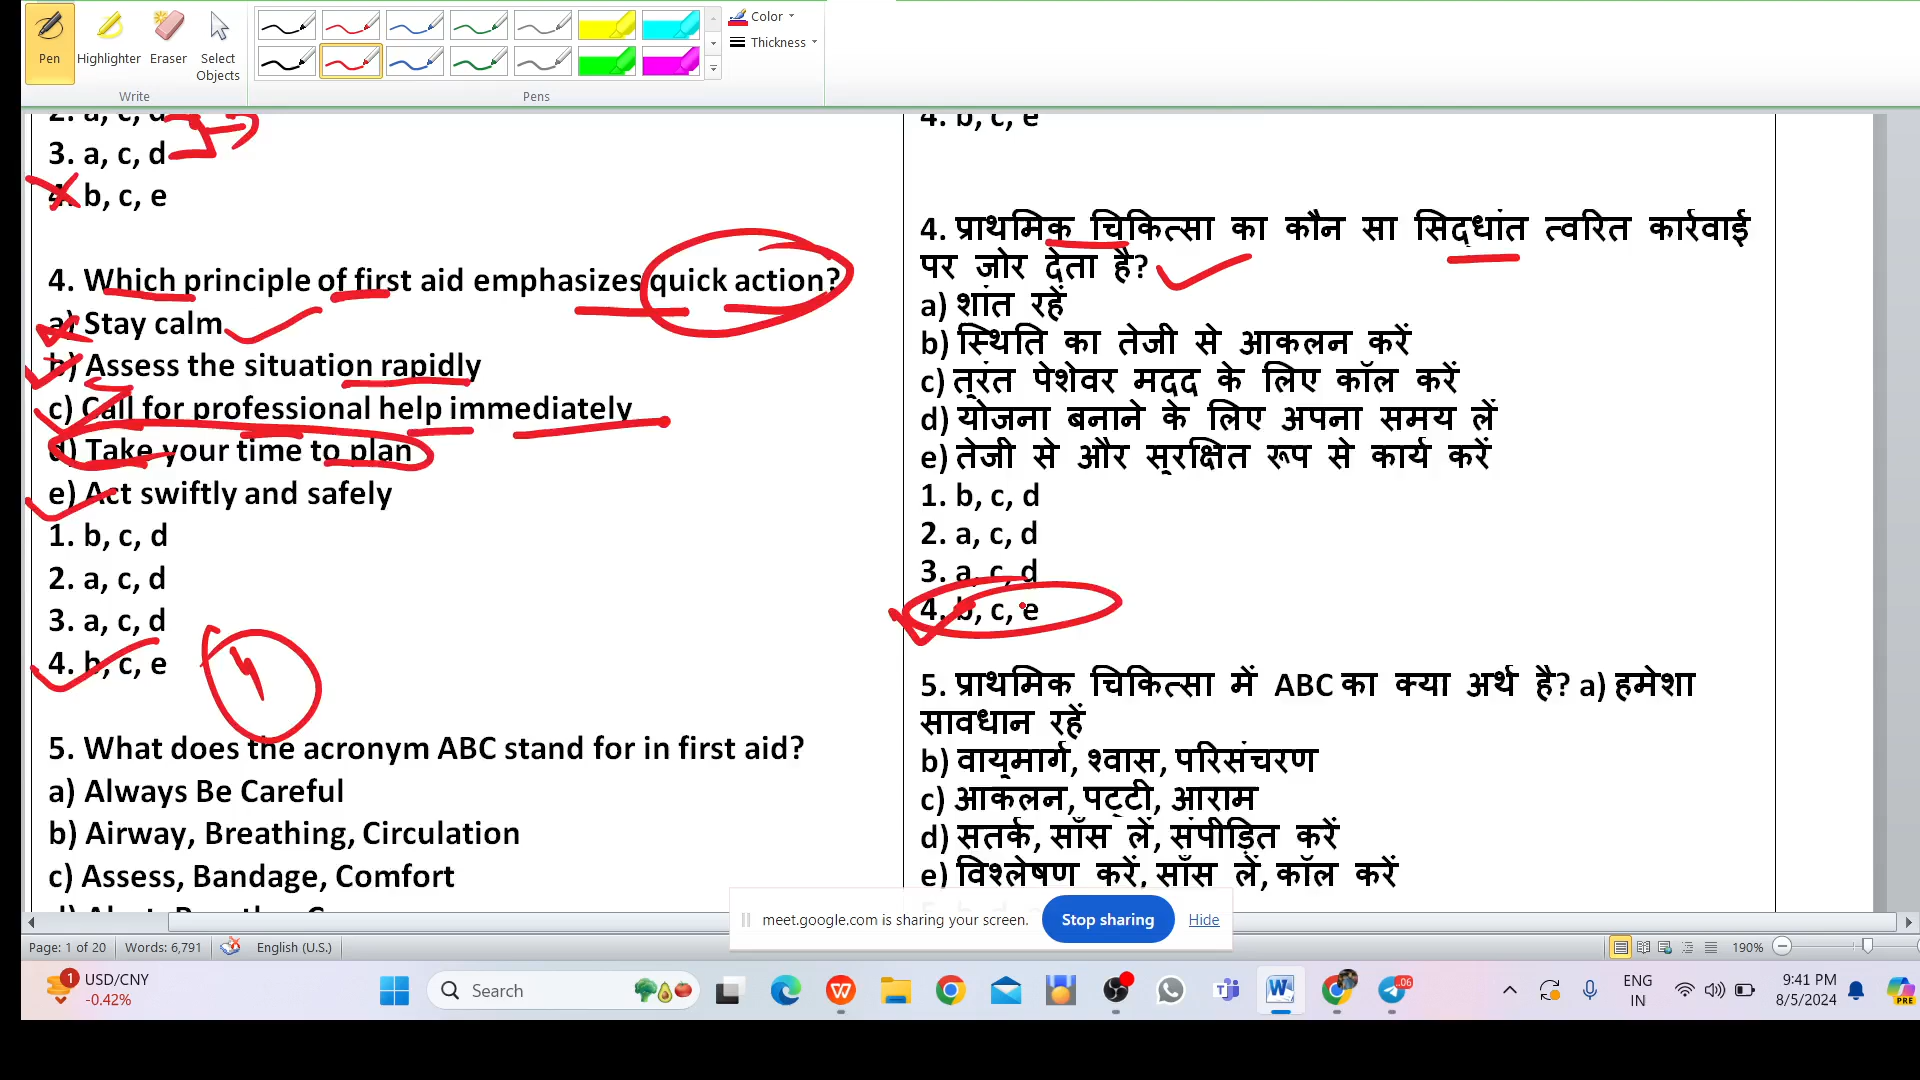 Pen
Highlighter
Eraser
Select
Objects
Write
Pens
Color
Thickness
2. a, c, d
3. a, c, d
4. b, c, e
4. Which principle of first aid emphasizes quick action?
a) Stay calm
b) Assess the situation rapidly
c) Call for professional help immediately
d) Take your time to plan
e) Act swiftly and safely
1. b, c, d
2. a, c, d
3. a, c, d
4. b, c, e
4
5. What does the acronym ABC stand for in first aid?
a) Always Be Careful
b) Airway, Breathing, Circulation
c) Assess, Bandage, Comfort
4. b, c, e
4. प्राथमिक चिकित्सा का कौन सा सिद्धांत त्वरित कार्रवाई
पर जोर देता है?
a) शांत रहें
b) स्थिति का तेजी से आकलन करें
c) तुरंत पेशेवर मदद के लिए कॉल करें
d) योजना बनाने के लिए अपना समय लें
e) तेजी से और सुरक्षित रूप से कार्य करें
1. b, c, d
2. a, c, d
3. a, c, d
4. b, c, e
5. प्राथमिक चिकित्सा में ABC का क्या अर्थ है? a) हमेशा
सावधान रहें
b) वायुमार्ग, श्वास, परिसंचरण
c) आकलन, पट्टी, आराम
d) सतर्क, साँस लें, संपीड़ित करें
e) विश्लेषण करें, साँस लें, कॉल करें
meet.google.com is sharing your screen.
Stop sharing
Hide
Page: 1 of 20
Words: 6,791
English (U.S.)
190%
1
USD/CNY
-0.42%
Search
.06
ENG
IN
9:41 PM
8/5/2024
PRE